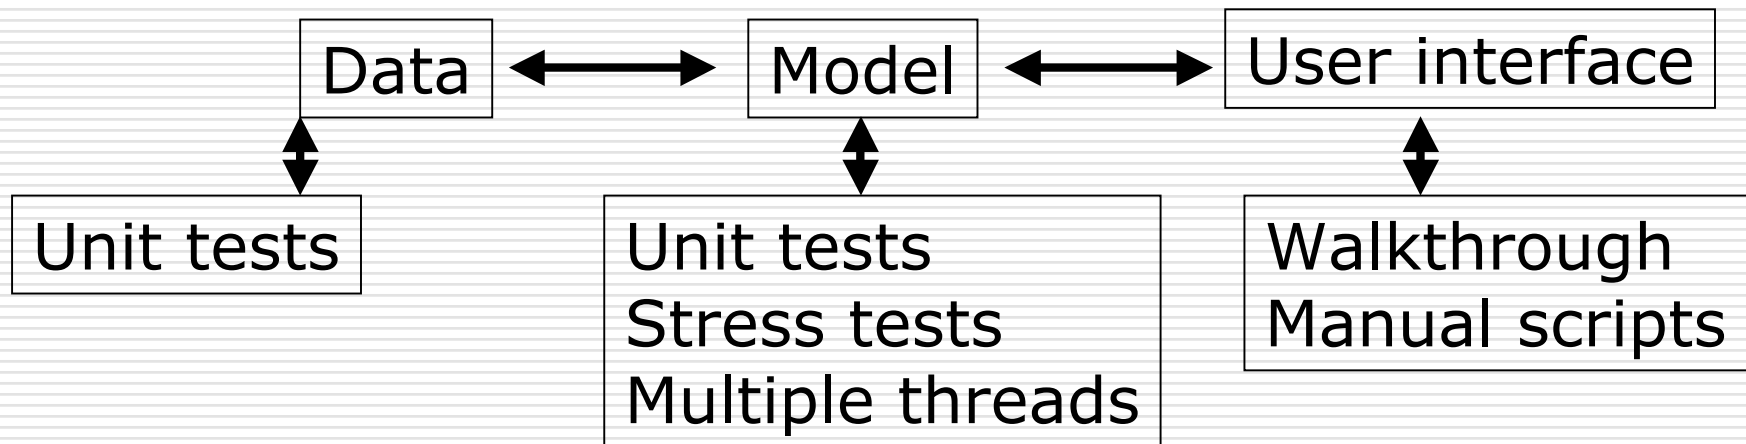 Data
Model
User interface
Unit tests
Unit tests
Stress tests
Multiple threads
Walkthrough
Manual scripts